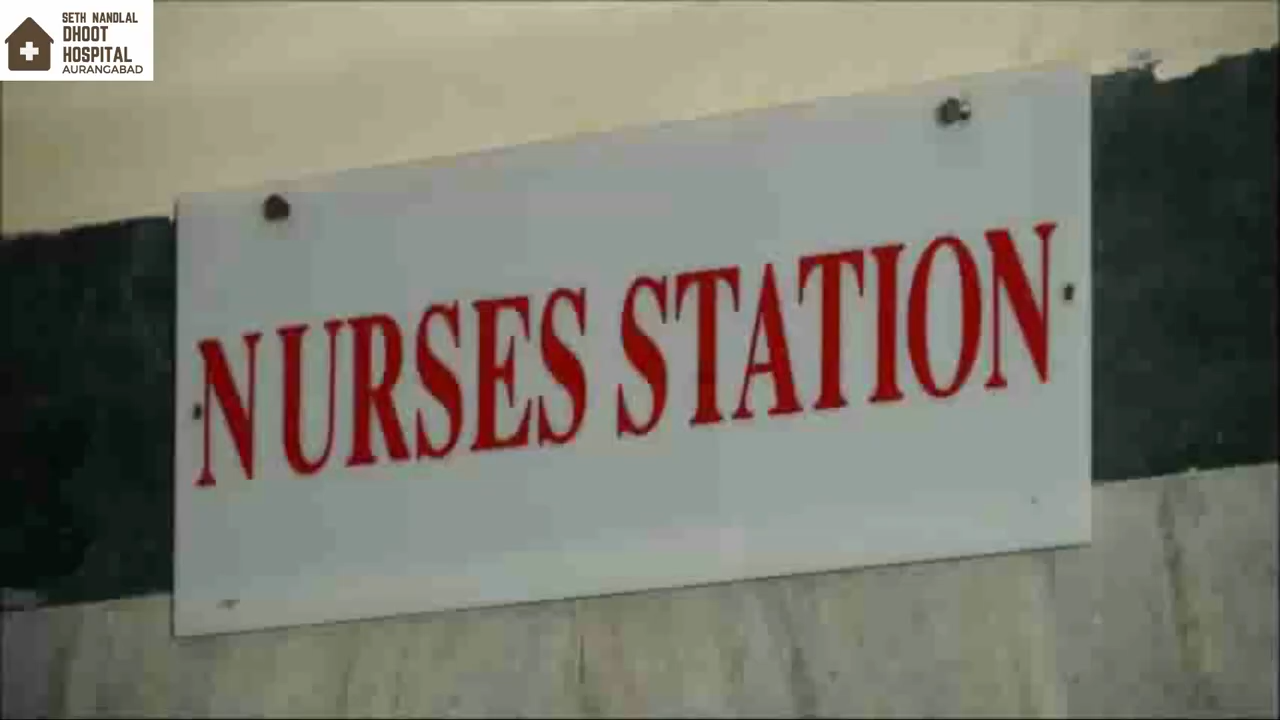 SETH NANDLAL
DHOOT
HOSPITAL
AURANGABAD
NURSES STATION